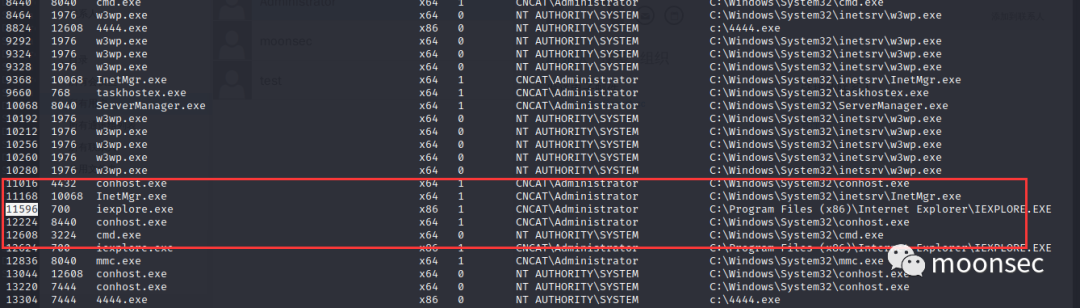 8440 8040 cmd.exe x64 1 CNCAT\Administrator C:\Windows\System32\cmd.exe
8464 1976 w3wp.exe x64 0 NT AUTHORITY\SYSTEM C:\Windows\System32\inetsrv\w3wp.exe
8824 12608 4444.exe x86 0 NT AUTHORITY\SYSTEM c:\4444.exe
9292 1976 w3wp.exe x64 0 NT AUTHORITY\SYSTEM C:\Windows\System32\inetsrv\w3wp.exe
9324 1976 w3wp.exe x64 0 NT AUTHORITY\SYSTEM C:\Windows\System32\inetsrv\w3wp.exe
9328 1976 w3wp.exe x64 0 NT AUTHORITY\SYSTEM C:\Windows\System32\inetsrv\w3wp.exe
9368 10068 InetMgr.exe x64 1 CNCAT\Administrator C:\Windows\System32\inetsrv\InetMgr.exe
9660 768 taskhostex.exe x64 1 CNCAT\Administrator C:\Windows\System32\taskhostex.exe
10068 8040 ServerManager.exe x64 1 CNCAT\Administrator C:\Windows\System32\ServerManager.exe
10192 1976 w3wp.exe x64 0 NT AUTHORITY\SYSTEM C:\Windows\System32\inetsrv\w3wp.exe
10212 1976 w3wp.exe x64 0 NT AUTHORITY\SYSTEM C:\Windows\System32\inetsrv\w3wp.exe
10256 1976 w3wp.exe x64 0 NT AUTHORITY\SYSTEM C:\Windows\System32\inetsrv\w3wp.exe
10260 1976 w3wp.exe x64 0 NT AUTHORITY\SYSTEM C:\Windows\System32\inetsrv\w3wp.exe
10280 1976 w3wp.exe x64 0 NT AUTHORITY\SYSTEM C:\Windows\System32\inetsrv\w3wp.exe
11016 4432 conhost.exe x64 1 CNCAT\Administrator C:\Windows\System32\conhost.exe
11168 10068 InetMgr.exe x64 1 CNCAT\Administrator C:\Windows\System32\inetsrv\InetMgr.exe
11596 700 iexplore.exe x86 1 CNCAT\Administrator C:\Program Files (x86)\Internet Explorer\IEXPLORE.EXE
12224 8440 conhost.exe x64 1 CNCAT\Administrator C:\Windows\System32\conhost.exe
12608 3224 cmd.exe x64 0 NT AUTHORITY\SYSTEM C:\Windows\System32\cmd.exe
12624 700 iexplore.exe x86 1 CNCAT\Administrator C:\Program Files (x86)\Internet Explorer\IEXPLORE.EXE
12836 8040 mmc.exe x64 1 CNCAT\Administrator C:\Windows\System32\mmc.exe
13044 12608 conhost.exe x64 0 NT AUTHORITY\SYSTEM C:\Windows\System32\conhost.exe
13220 7444 conhost.exe x64 0 NT AUTHORITY\SYSTEM C:\Windows\System32\conhost.exe
13320 7444 4444.exe x86 0 NT AUTHORITY\SYSTEM c:\4444.exe
moonsec